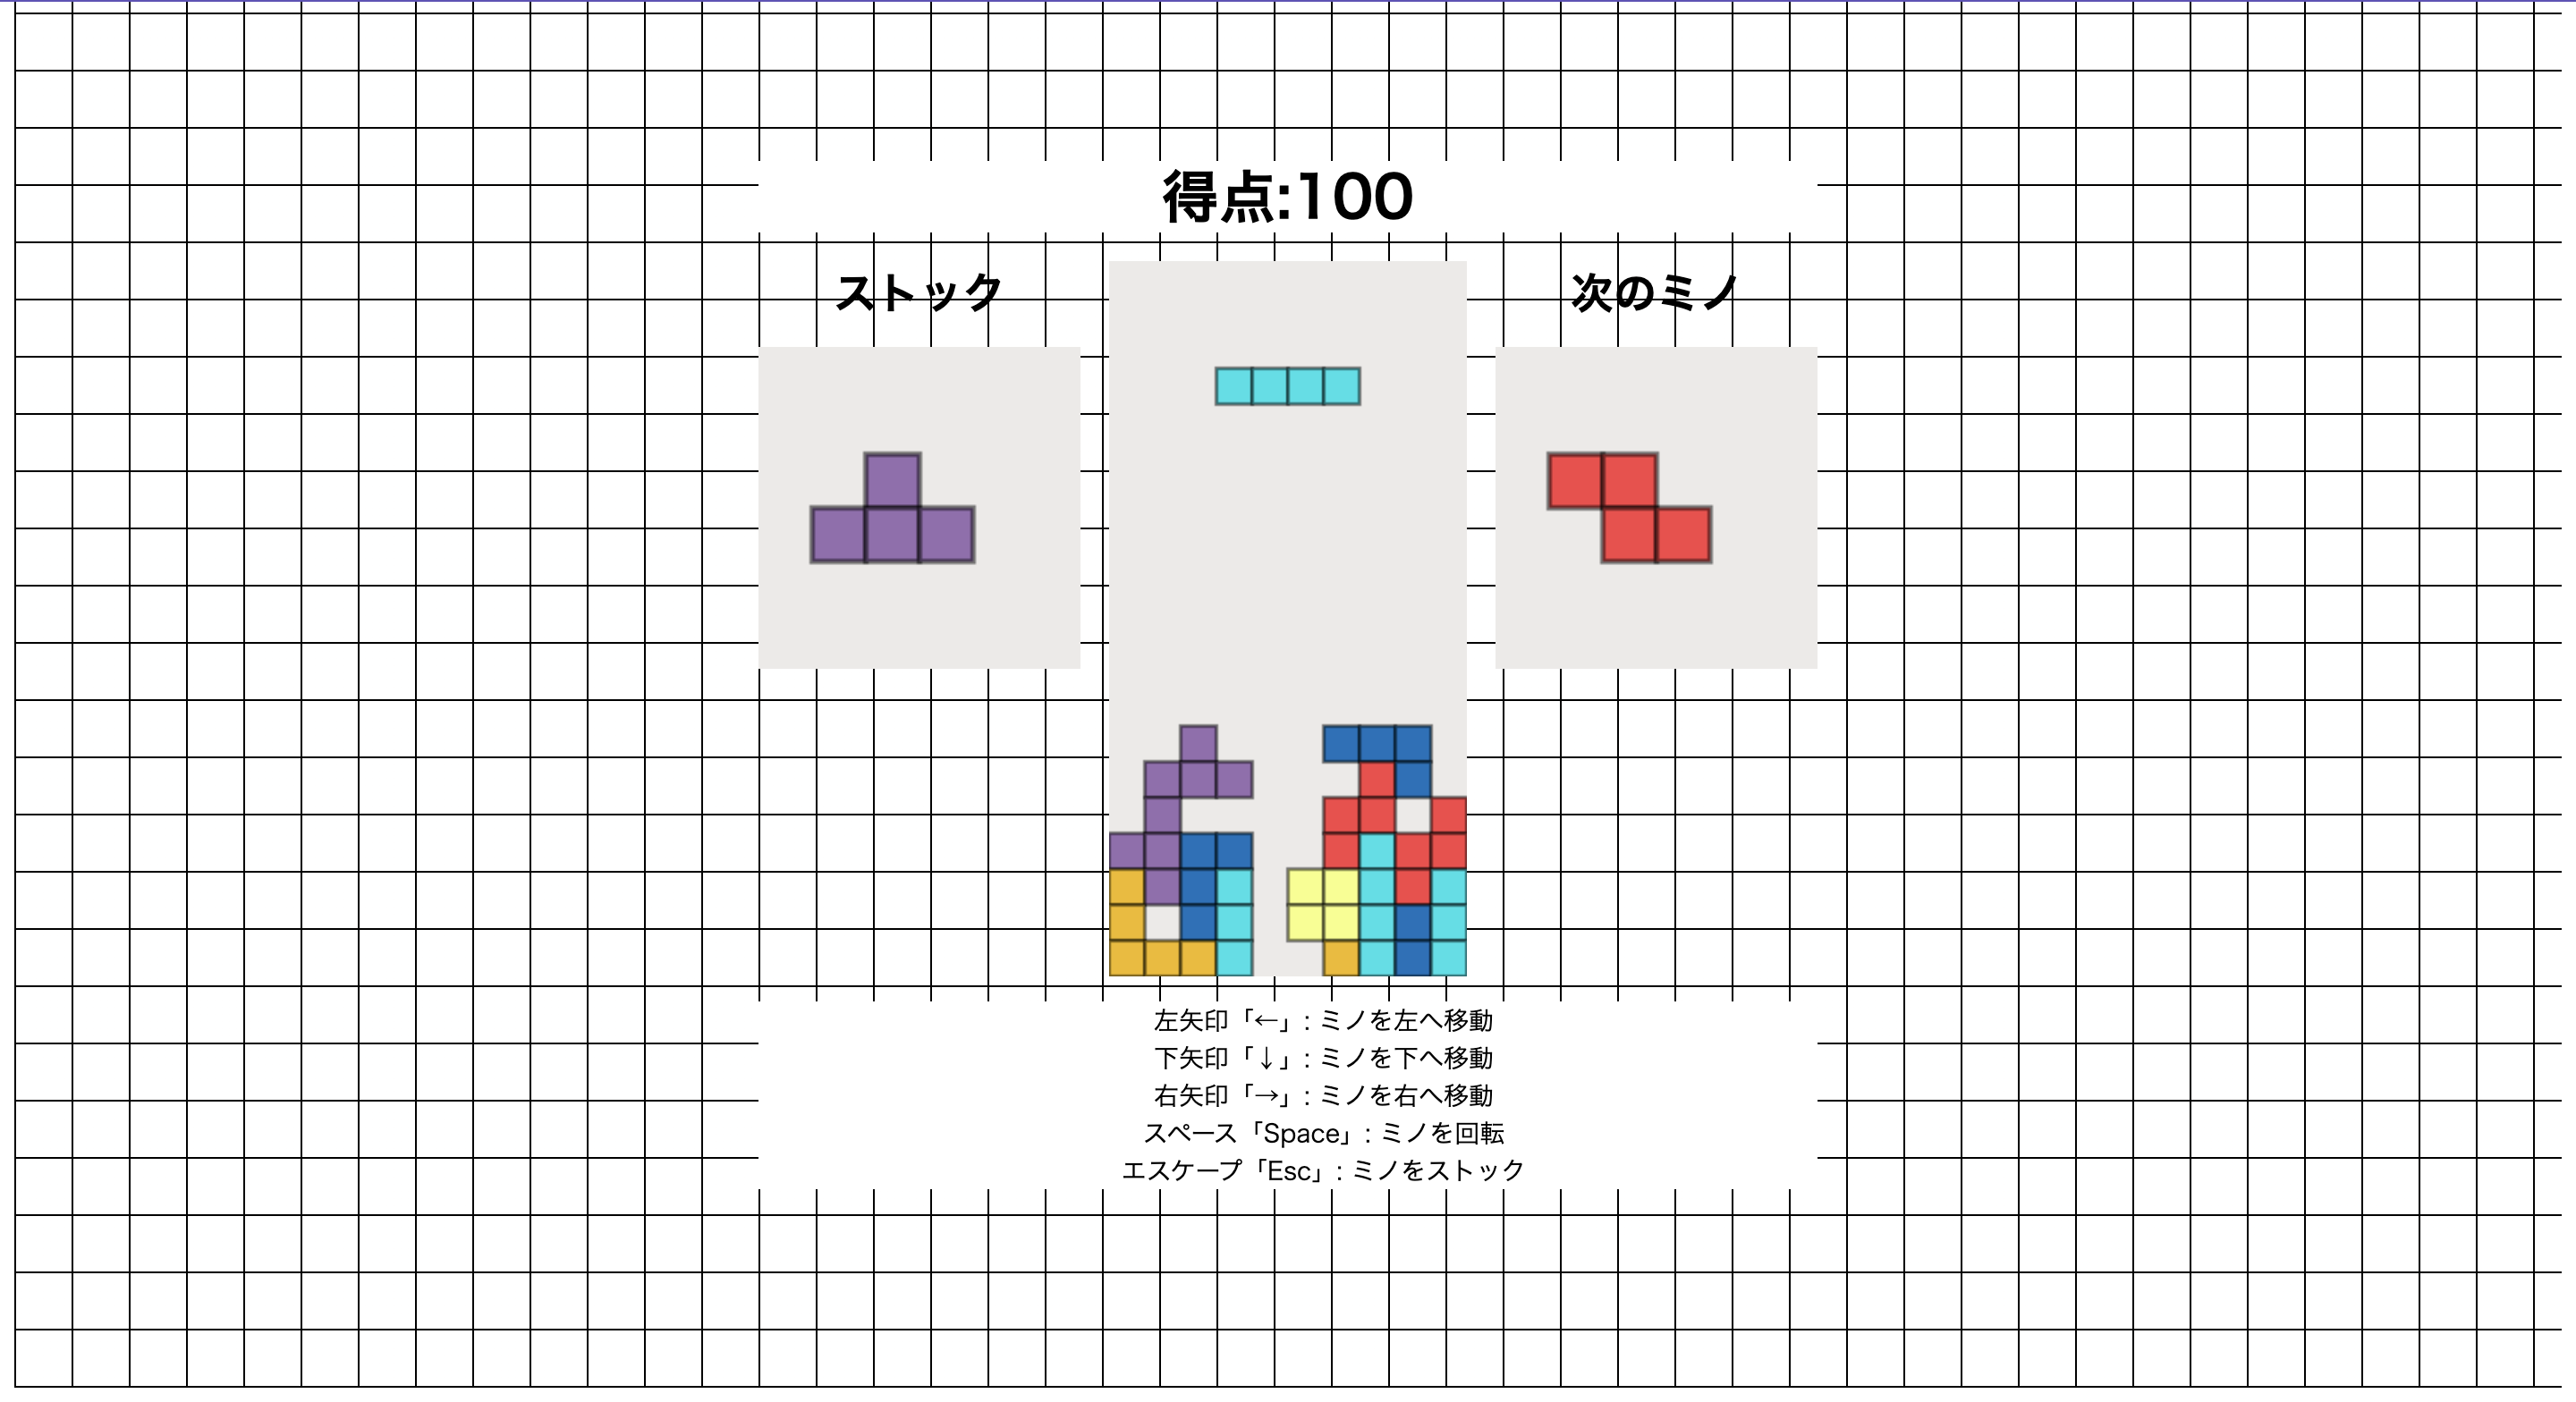 得点:100
ストック
次のミノ
左矢印「←」: ミノを左へ移動
下矢印「↓」: ミノを下へ移動
右矢印「→」: ミノを右へ移動
スペース「Space」: ミノを回転
エスケープ「Esc」: ミノをストック